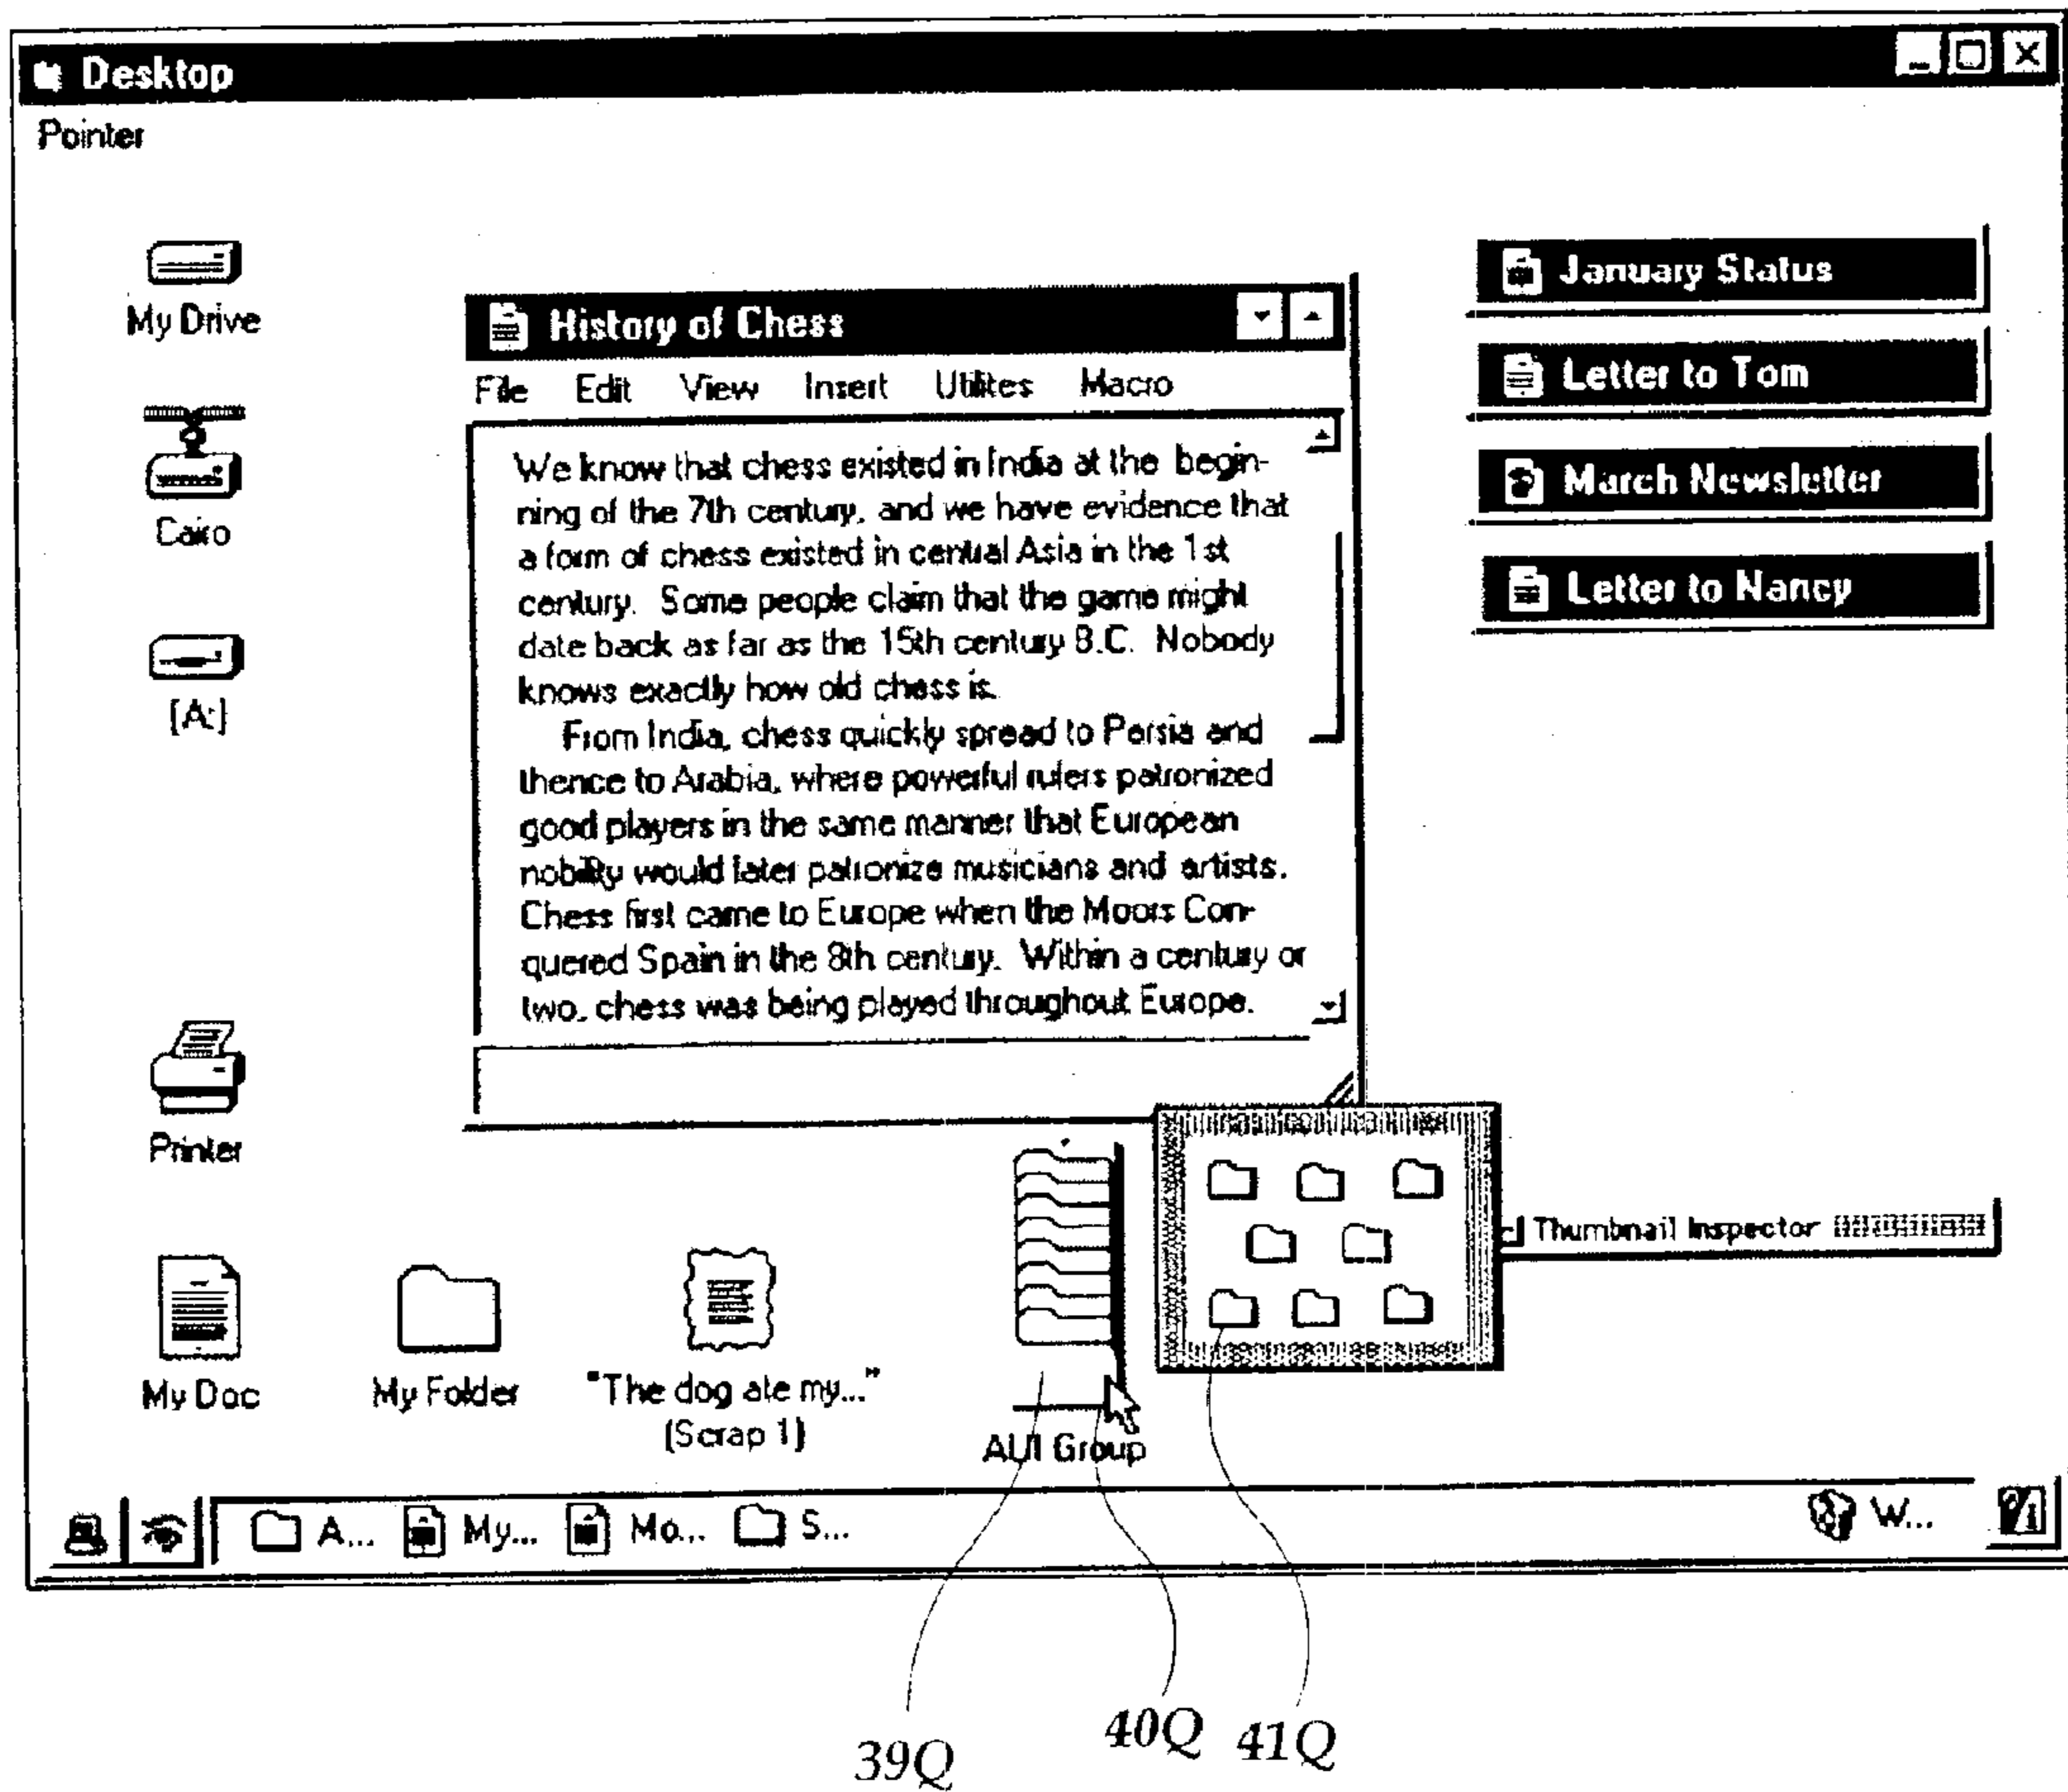 Desktop
Pointer
My Drive
Cairo
[A:]
Printer
My Doc
My Folder
"The dog ate my..."
(Scrap 1)
AUI Group
History of Chess
File Edit View Insert Utilites Macro
We know that chess existed in India at the begin-
ning of the 7th century, and we have evidence that
a form of chess existed in central Asia in the 1st
century. Some people claim that the game might
date back as far as the 15th century B.C. Nobody
knows exactly how old chess is.
From India, chess quickly spread to Persia and
thence to Arabia, where powerful rulers patronized
good players in the same manner that European
nobility would later patronize musicians and artists.
Chess first came to Europe when the Moors Con-
quered Spain in the 8th century. Within a century or
two, chess was being played throughout Europe.
January Status
Letter to Tom
March Newsletter
Letter to Nancy
Thumbnail Inspector
A... My... Mo... S... W...
39Q 40Q 41Q